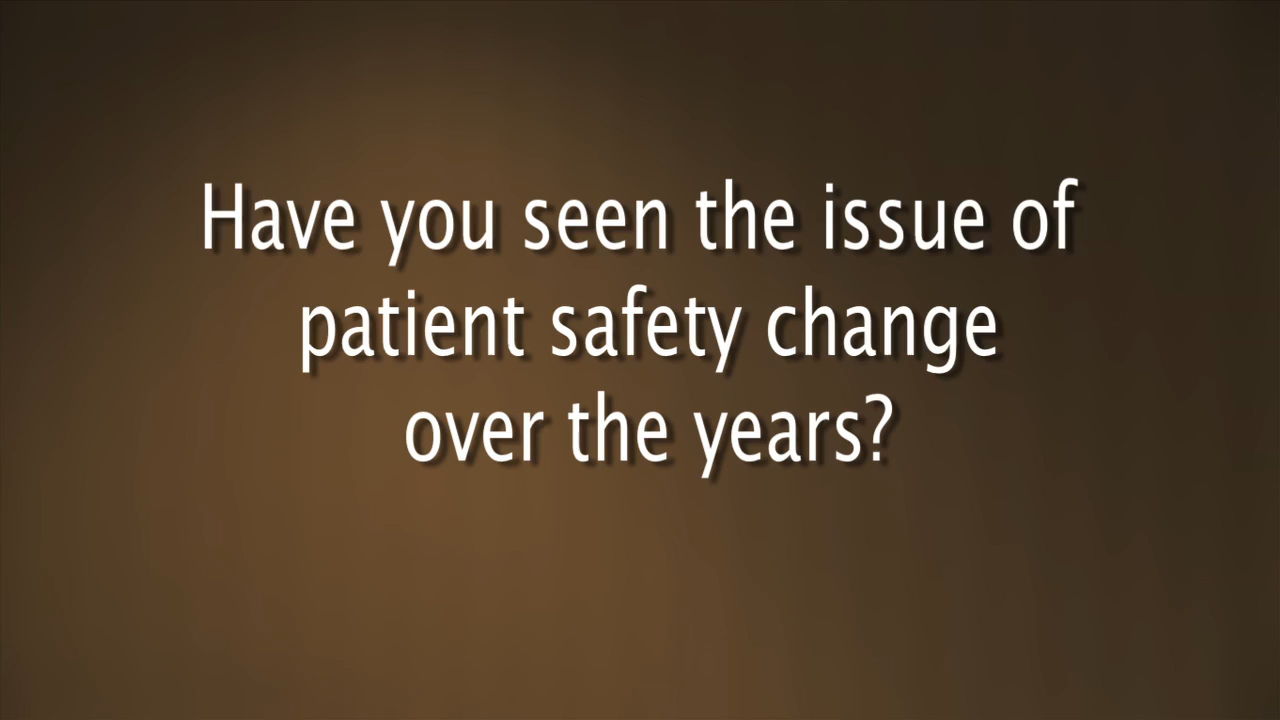 Have you seen the issue of
patient safety change
over the years?